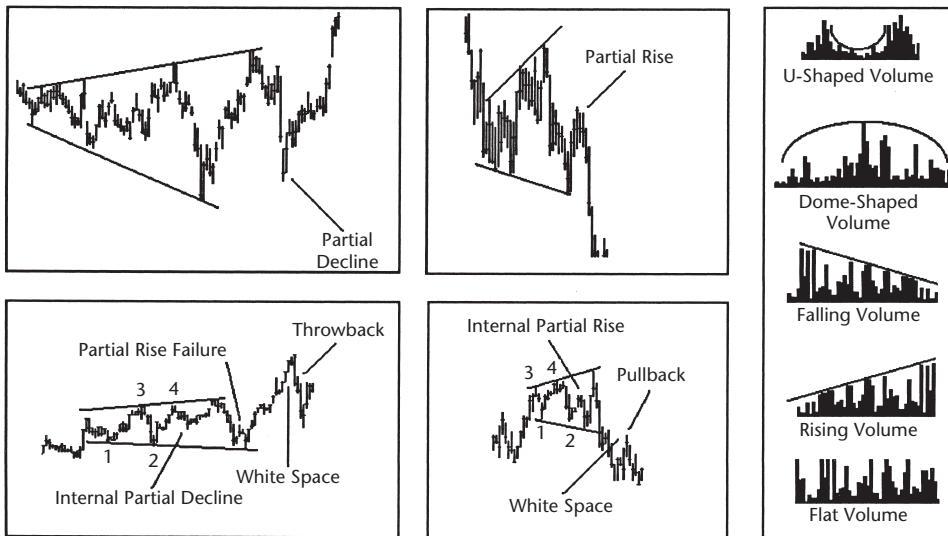 Partial
Decline
Partial Rise
Partial Rise Failure
Throwback
3
4
1
2
White Space
Internal Partial Decline
Internal Partial Rise
3
4
Pullback
1
2
White Space
U-Shaped Volume
Dome-Shaped
Volume
Falling Volume
Rising Volume
Flat Volume